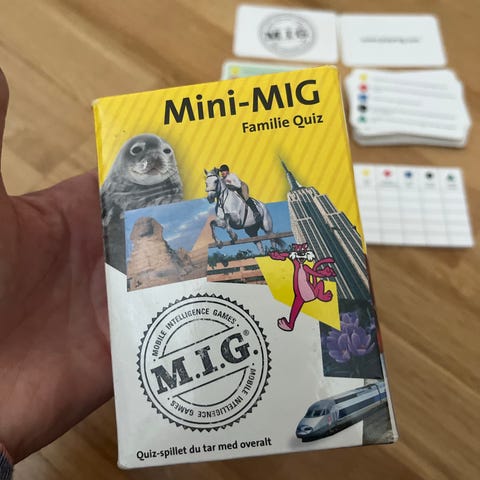 Mini-MIG
Familie Quiz
MOBILE INTELLIGENCE GAMES
M.I.G.®
MOBILE INTELLIGENCE GAMES
Quiz-spillet du tar med overalt
M.I.G.